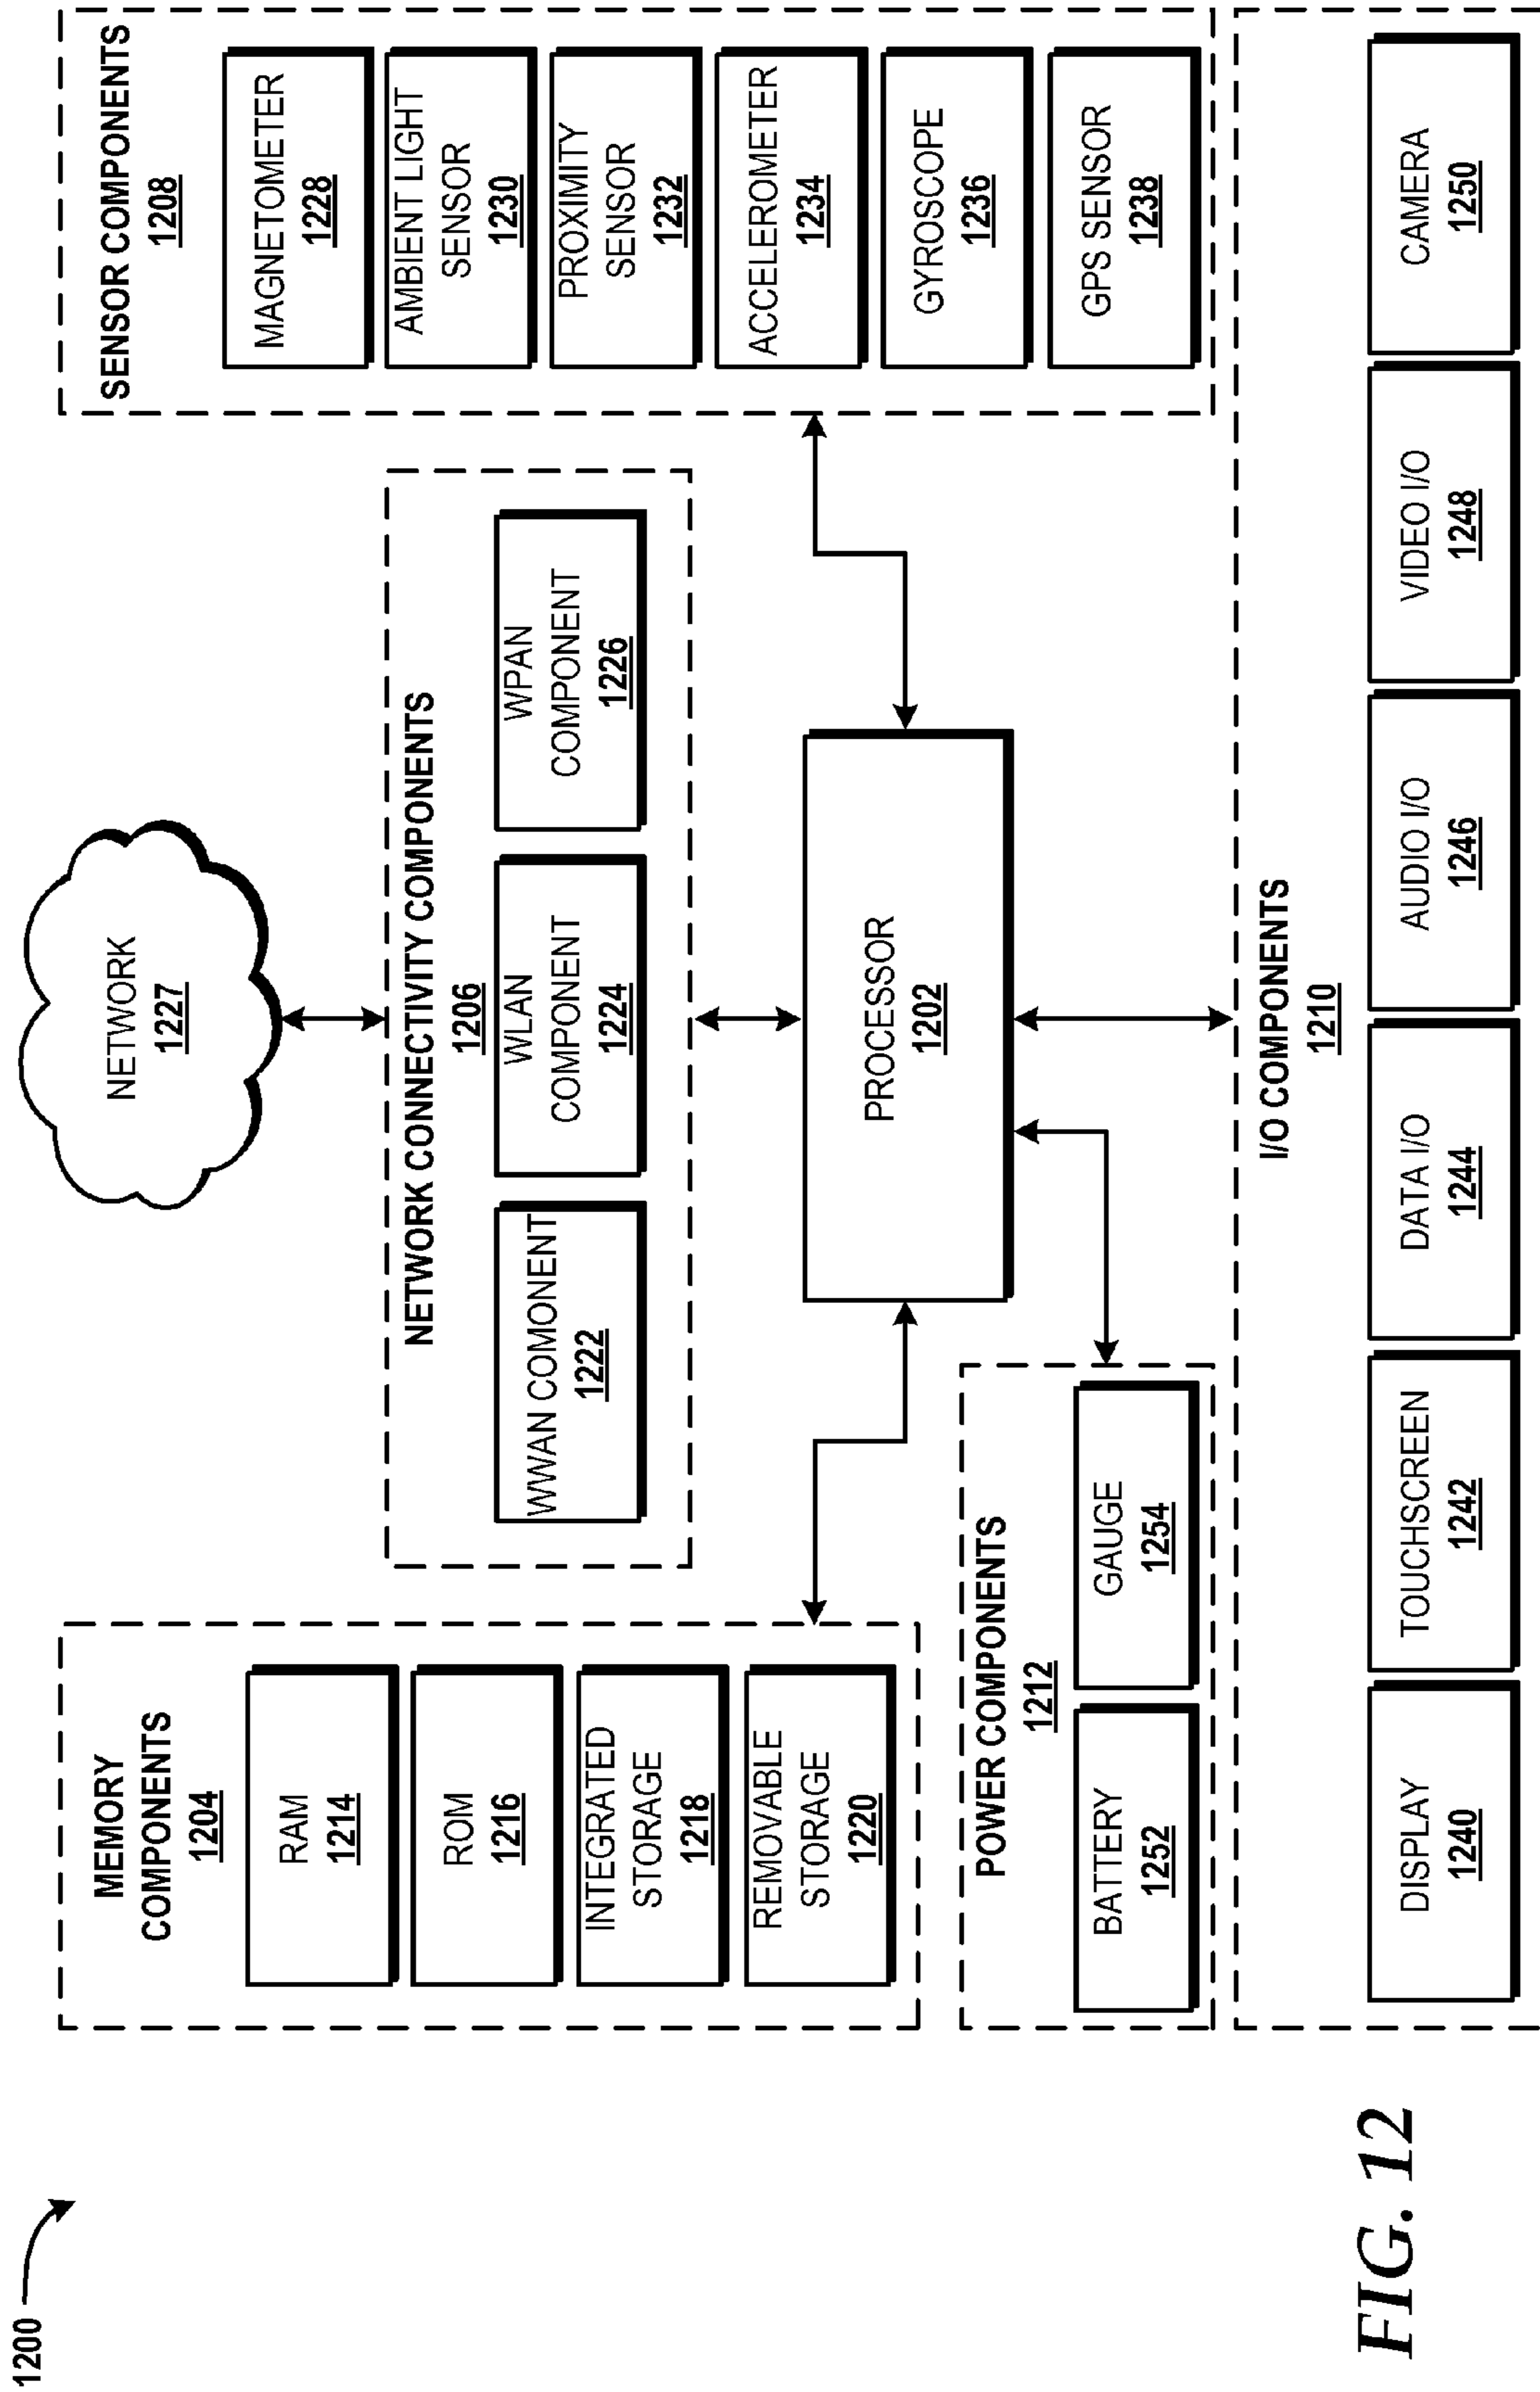 1200
NETWORK
1227
MEMORY
COMPONENTS
1204
RAM
1214
ROM
1216
INTEGRATED
STORAGE
1218
REMOVABLE
STORAGE
1220
NETWORK CONNECTIVITY COMPONENTS
1206
WWAN COMONENT
1222
WLAN
COMPONENT
1224
WPAN
COMPONENT
1226
SENSOR COMPONENTS
1208
MAGNETOMETER
1228
AMBIENT LIGHT
SENSOR
1230
PROXIMITY
SENSOR
1232
ACCELEROMETER
1234
GYROSCOPE
1236
GPS SENSOR
1238
PROCESSOR
1202
POWER COMPONENTS
1212
BATTERY
1252
GAUGE
1254
I/O COMPONENTS
1210
DISPLAY
1240
TOUCHSCREEN
1242
DATA I/O
1244
AUDIO I/O
1246
VIDEO I/O
1248
CAMERA
1250
FIG. 12